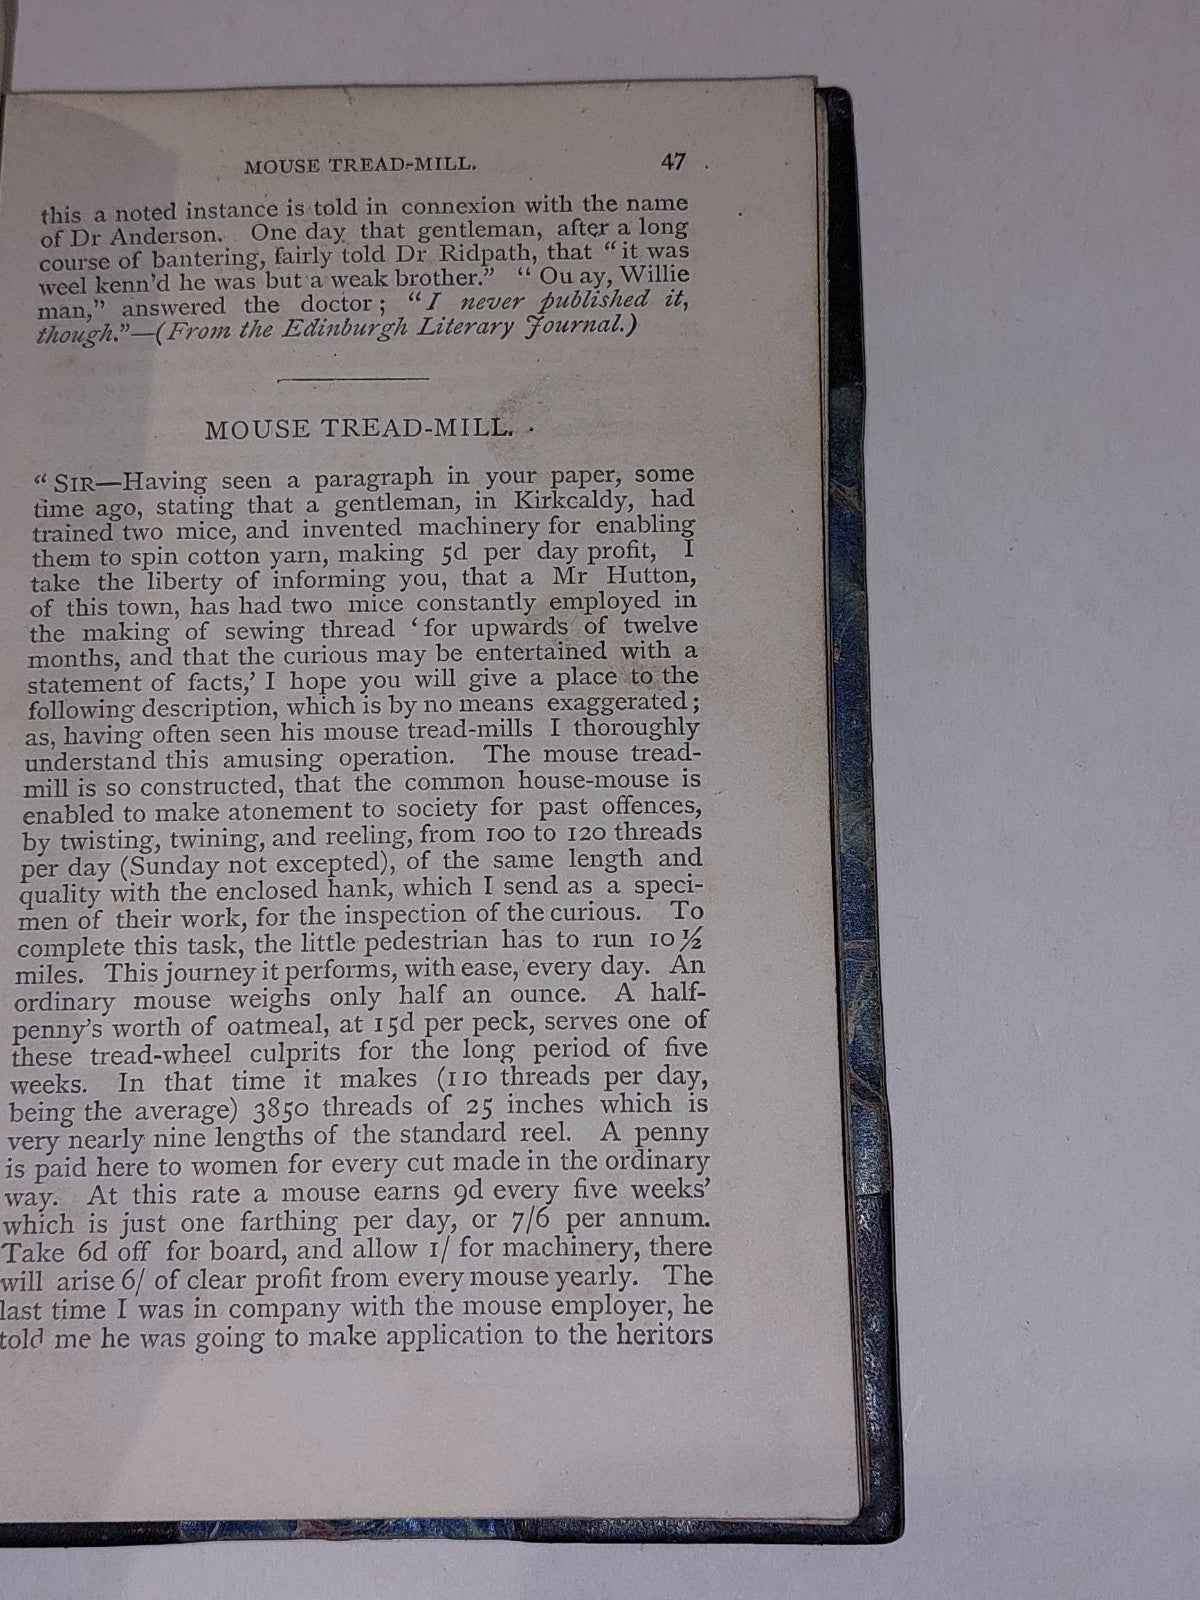 MOUSE TREAD-MILL. 47
this a noted instance is told in connexion with the name
of Dr Anderson. One day that gentleman, after a long
course of bantering, fairly told Dr Ridpath, that “it was
weel kenn’d he was but a weak brother.” “Ou ay, Willie
man,” answered the doctor; “I never published it,
though.”—(From the Edinburgh Literary Journal.)
MOUSE TREAD-MILL.
“SIR—Having seen a paragraph in your paper, some
time ago, stating that a gentleman, in Kirkcaldy, had
trained two mice, and invented machinery for enabling
them to spin cotton yarn, making 5d per day profit, I
take the liberty of informing you, that a Mr Hutton,
of this town, has had two mice constantly employed in
the making of sewing thread ‘for upwards of twelve
months, and that the curious may be entertained with a
statement of facts,’ I hope you will give a place to the
following description, which is by no means exaggerated;
as, having often seen his mouse tread-mills I thoroughly
understand this amusing operation. The mouse tread-
mill is so constructed, that the common house-mouse is
enabled to make atonement to society for past offences,
by twisting, twining, and reeling, from 100 to 120 threads
per day (Sunday not excepted), of the same length and
quality with the enclosed hank, which I send as a speci-
men of their work, for the inspection of the curious. To
complete this task, the little pedestrian has to run 10½
miles. This journey it performs, with ease, every day. An
ordinary mouse weighs only half an ounce. A half-
penny’s worth of oatmeal, at 15d per peck, serves one of
these tread-wheel culprits for the long period of five
weeks. In that time it makes (110 threads per day,
being the average) 3850 threads of 25 inches which is
very nearly nine lengths of the standard reel. A penny
is paid here to women for every cut made in the ordinary
way. At this rate a mouse earns 9d every five weeks’
which is just one farthing per day, or 7/6 per annum.
Take 6d off for board, and allow 1/ for machinery, there
will arise 6/ of clear profit from every mouse yearly. The
last time I was in company with the mouse employer, he
told me he was going to make application to the heritors